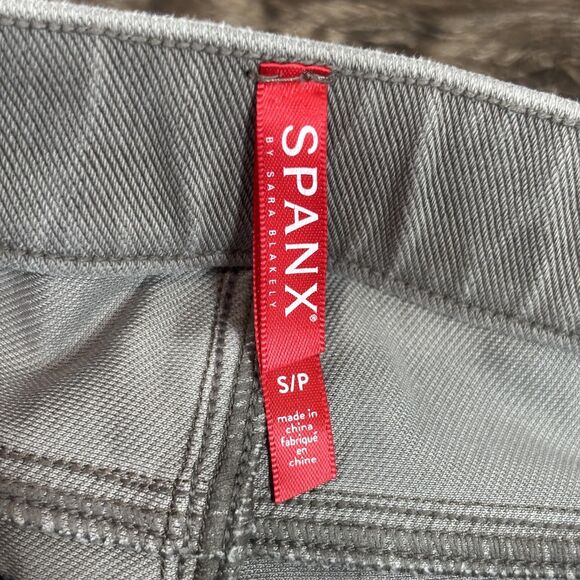 SPANX®
BY SARA BLAKELY
S/P
made in
china
fabriqué
en
chine